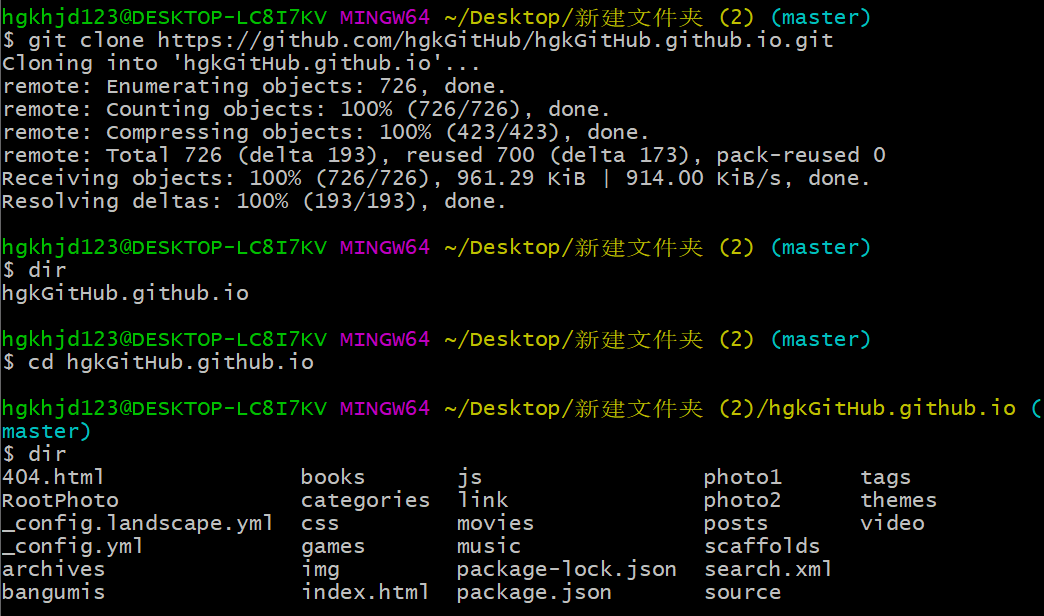 hgkhjd123@DESKTOP-LC8I7KV MINGW64 ~/Desktop/新建文件夹 (2) (master)
$ git clone https://github.com/hgkGitHub/hgkGitHub.github.io.git
Cloning into 'hgkGitHub.github.io'...
remote: Enumerating objects: 726, done.
remote: Counting objects: 100% (726/726), done.
remote: Compressing objects: 100% (423/423), done.
remote: Total 726 (delta 193), reused 700 (delta 173), pack-reused 0
Receiving objects: 100% (726/726), 961.29 KiB | 914.00 KiB/s, done.
Resolving deltas: 100% (193/193), done.
hgkhjd123@DESKTOP-LC8I7KV MINGW64 ~/Desktop/新建文件夹 (2) (master)
$ dir
hgkGitHub.github.io
hgkhjd123@DESKTOP-LC8I7KV MINGW64 ~/Desktop/新建文件夹 (2) (master)
$ cd hgkGitHub.github.io
hgkhjd123@DESKTOP-LC8I7KV MINGW64 ~/Desktop/新建文件夹 (2)/hgkGitHub.github.io (
master)
$ dir
404.html books js photo1 tags
RootPhoto categories link photo2 themes
_config.landscape.yml css movies posts video
_config.yml games music scaffolds
archives img package-lock.json search.xml
bangumis index.html package.json source